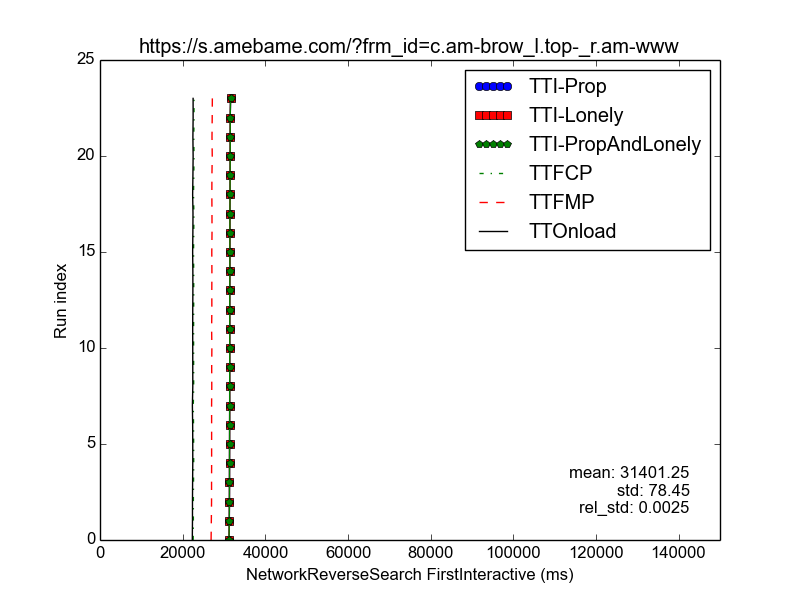 https://s.amebame.com/?frm_id=c.am-brow_l.top-_r.am-www
25
20
15
10
5
0
Run index
TTI-Prop
TTI-Lonely
TTI-PropAndLonely
TTFCP
TTFMP
TTOnload
mean: 31401.25
std: 78.45
rel_std: 0.0025
0 20000 40000 60000 80000 100000 120000 140000
NetworkReverseSearch FirstInteractive (ms)